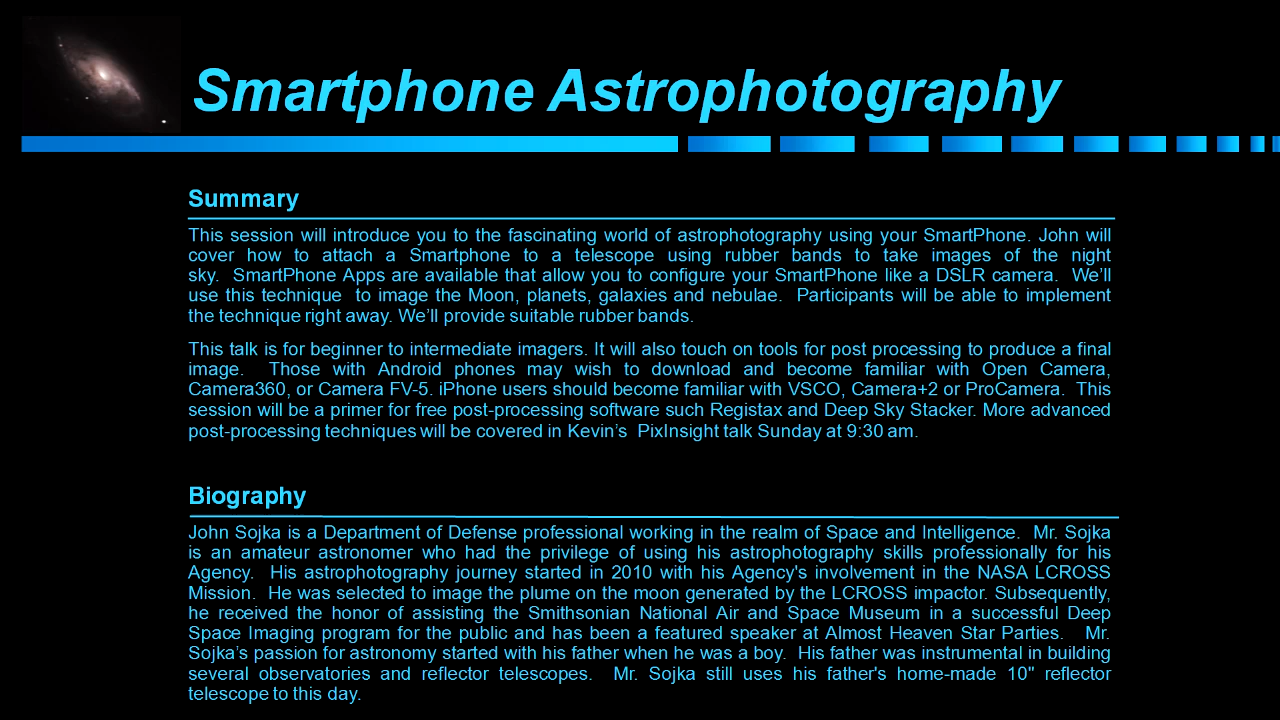 Smartphone Astrophotography
Summary
This session will introduce you to the fascinating world of astrophotography using your SmartPhone. John will
cover how to attach a Smartphone to a telescope using rubber bands to take images of the night
sky.  SmartPhone Apps are available that allow you to configure your SmartPhone like a DSLR camera.  We’ll
use this technique  to image the Moon, planets, galaxies and nebulae.  Participants will be able to implement
the technique right away. We’ll provide suitable rubber bands.
This talk is for beginner to intermediate imagers. It will also touch on tools for post processing to produce a final
image.  Those with Android phones may wish to download and become familiar with Open Camera,
Camera360, or Camera FV-5. iPhone users should become familiar with VSCO, Camera+2 or ProCamera.  This
session will be a primer for free post-processing software such Registax and Deep Sky Stacker. More advanced
post-processing techniques will be covered in Kevin’s  PixInsight talk Sunday at 9:30 am.
Biography
John Sojka is a Department of Defense professional working in the realm of Space and Intelligence.  Mr. Sojka
is an amateur astronomer who had the privilege of using his astrophotography skills professionally for his
Agency.  His astrophotography journey started in 2010 with his Agency's involvement in the NASA LCROSS
Mission.  He was selected to image the plume on the moon generated by the LCROSS impactor. Subsequently,
he received the honor of assisting the Smithsonian National Air and Space Museum in a successful Deep
Space Imaging program for the public and has been a featured speaker at Almost Heaven Star Parties.   Mr.
Sojka’s passion for astronomy started with his father when he was a boy.  His father was instrumental in building
several observatories and reflector telescopes.  Mr. Sojka still uses his father's home-made 10" reflector
telescope to this day.